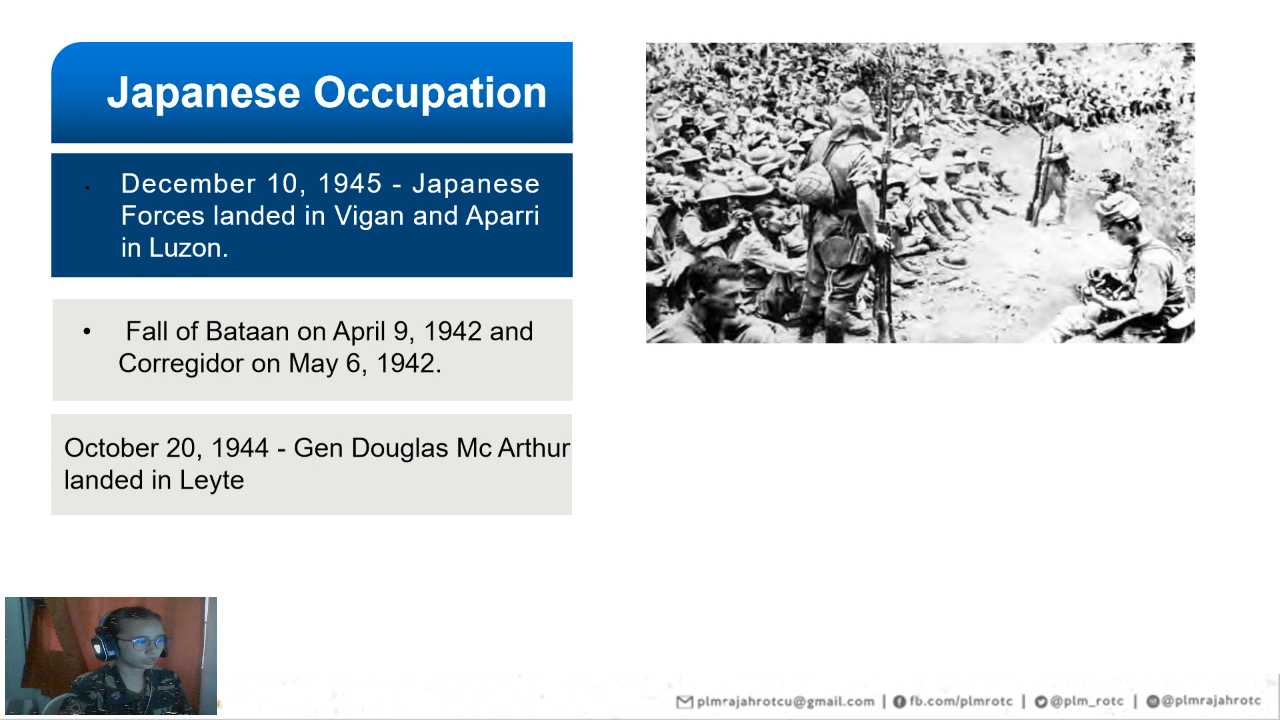 Japanese Occupation
December 10, 1945 - Japanese
Forces landed in Vigan and Aparri
in Luzon.
• Fall of Bataan on April 9, 1942 and
Corregidor on May 6, 1942.
October 20, 1944 - Gen Douglas Mc Arthur
landed in Leyte
plmrajahrotcu@gmail.com | fb.com/plmrotc | @plm_rotc | @plmrajahrotc